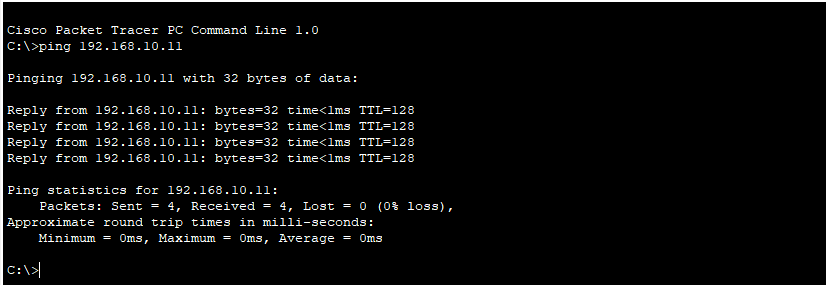 Cisco Packet Tracer PC Command Line 1.0
C:\>ping 192.168.10.11
Pinging 192.168.10.11 with 32 bytes of data:
Reply from 192.168.10.11: bytes=32 time<1ms TTL=128
Reply from 192.168.10.11: bytes=32 time<1ms TTL=128
Reply from 192.168.10.11: bytes=32 time<1ms TTL=128
Reply from 192.168.10.11: bytes=32 time<1ms TTL=128
Ping statistics for 192.168.10.11:
    Packets: Sent = 4, Received = 4, Lost = 0 (0% loss),
Approximate round trip times in milli-seconds:
    Minimum = 0ms, Maximum = 0ms, Average = 0ms
C:\>